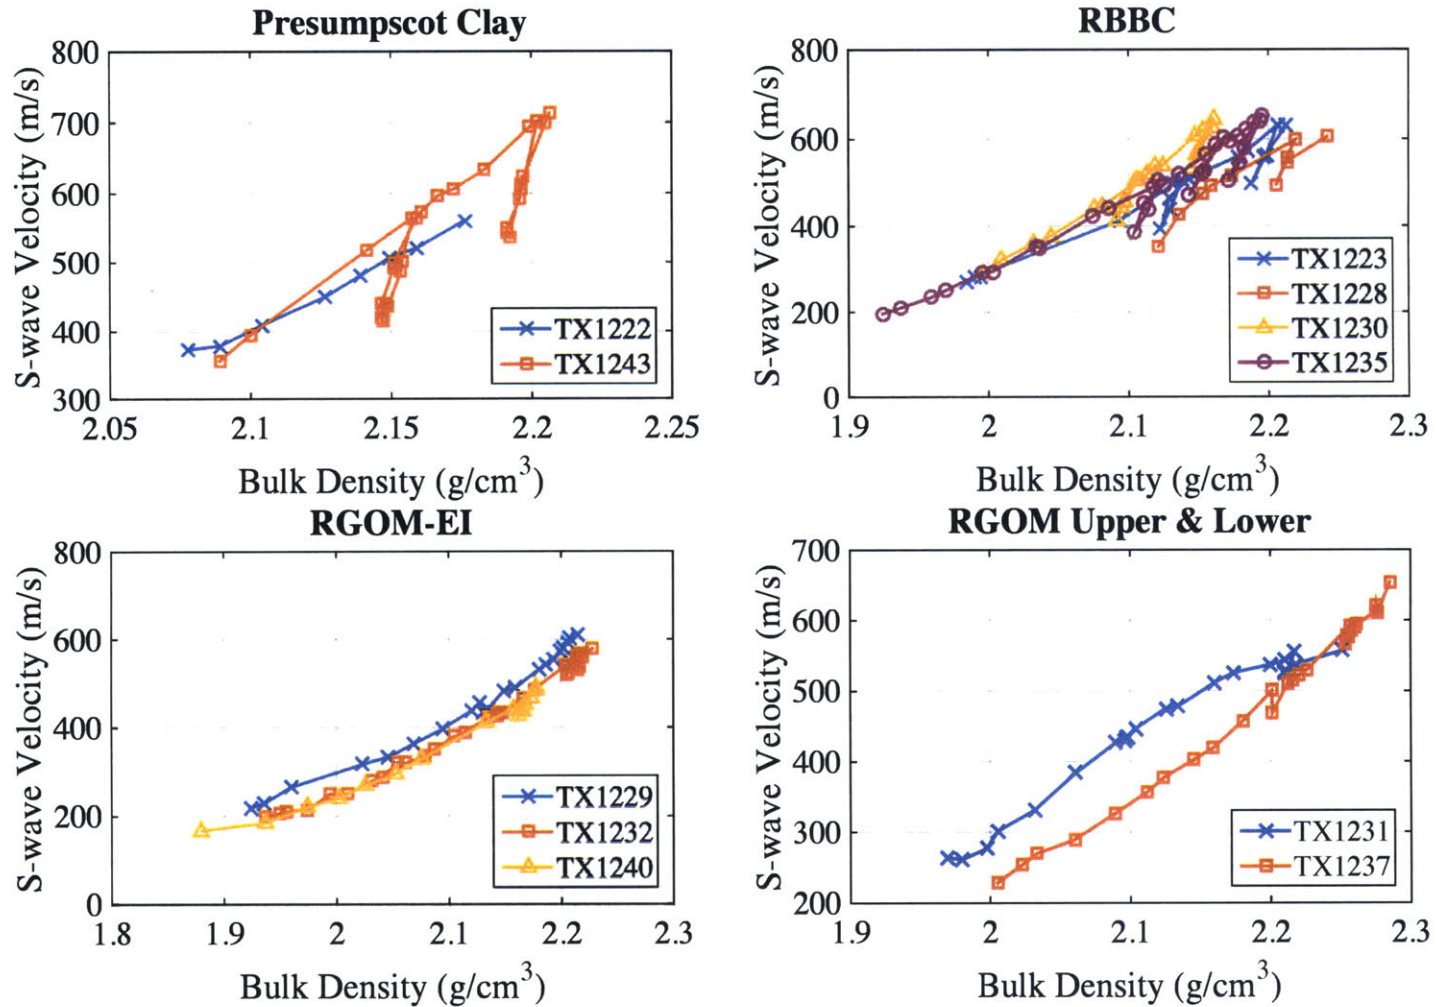 Presumpscot Clay
S-wave Velocity (m/s)
800
700
600
500
400
300
2.05
2.1
2.15
2.2
2.25
Bulk Density (g/cm³)
TX1222
TX1243
RBBC
S-wave Velocity (m/s)
800
600
400
200
0
1.9
2
2.1
2.2
2.3
Bulk Density (g/cm³)
TX1223
TX1228
TX1230
TX1235
RGOM-EI
S-wave Velocity (m/s)
800
600
400
200
0
1.8
1.9
2
2.1
2.2
2.3
Bulk Density (g/cm³)
TX1229
TX1232
TX1240
RGOM Upper & Lower
S-wave Velocity (m/s)
700
600
500
400
300
200
1.9
2
2.1
2.2
2.3
Bulk Density (g/cm³)
TX1231
TX1237